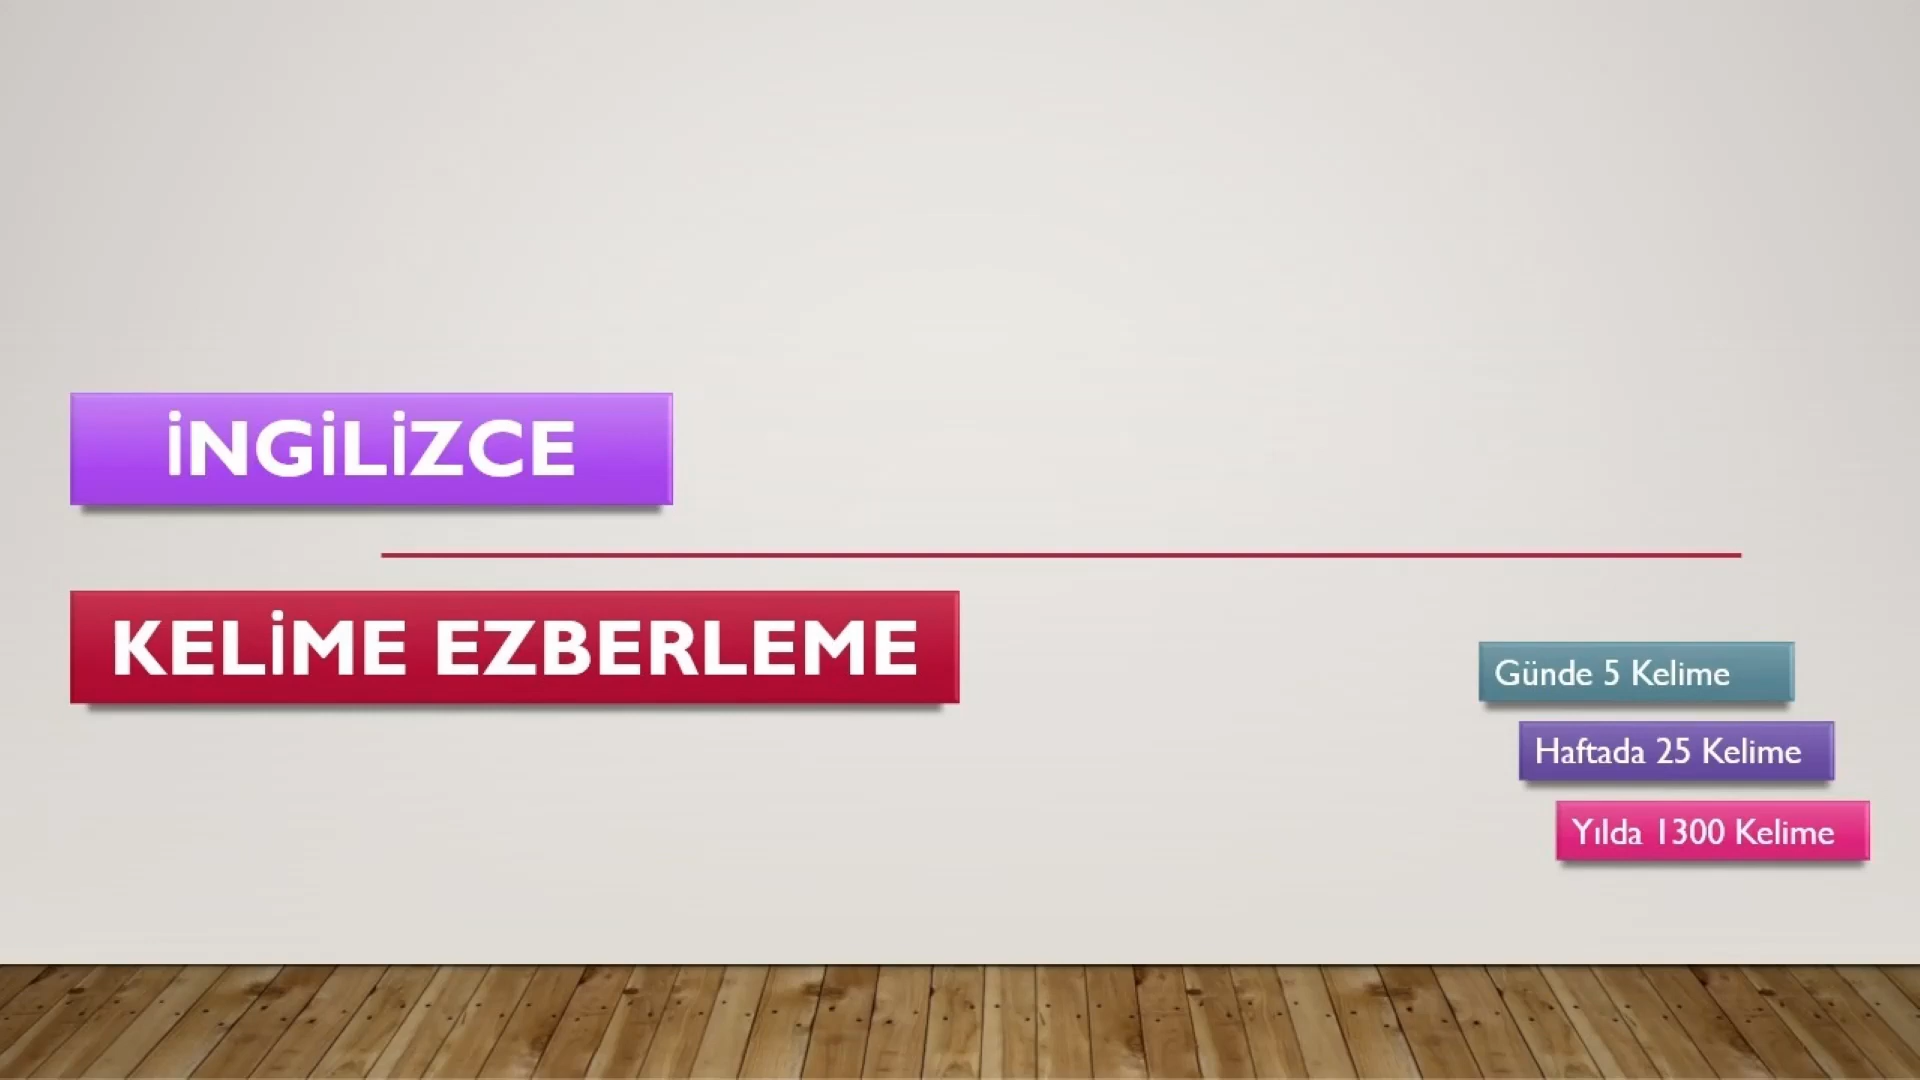 İNGİLİZCE
KELİME EZBERLEME
Günde 5 Kelime
Haftada 25 Kelime
Yılda 1300 Kelime